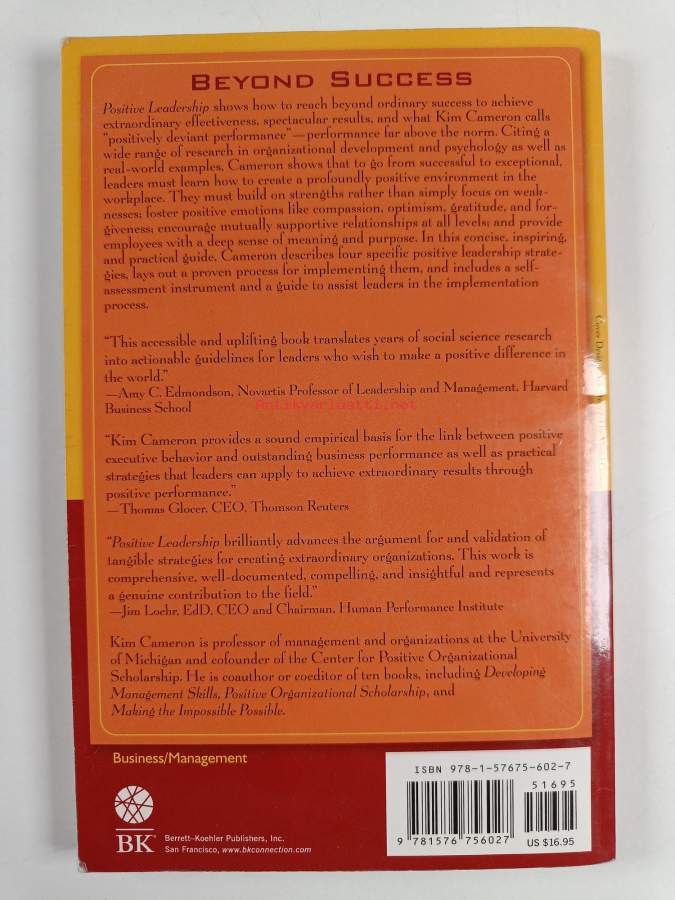 BEYOND SUCCESS
Positive Leadership shows how to reach beyond ordinary success to achieve
extraordinary effectiveness, spectacular results, and what Kim Cameron calls
“positively deviant performance”—performance far above the norm. Citing a
wide range of research in organizational development and psychology as well as
real-world examples, Cameron shows that to go from successful to exceptional,
leaders must learn how to create a profoundly positive environment in the
workplace. They must build on strengths rather than simply focus on weak-
nesses; foster positive emotions like compassion, optimism, gratitude, and for-
giveness; encourage mutually supportive relationships at all levels; and provide
employees with a deep sense of meaning and purpose. In this concise, inspiring,
and practical guide, Cameron describes four specific positive leadership strate-
gies, lays out a proven process for implementing them, and includes a self-
assessment instrument and a guide to assist leaders in the implementation
process.
“This accessible and uplifting book translates years of social science research
into actionable guidelines for leaders who wish to make a positive difference in
the world.”
—Amy C. Edmondson, Novartis Professor of Leadership and Management, Harvard
Business School
Antikvariaatti.net
“Kim Cameron provides a sound empirical basis for the link between positive
executive behavior and outstanding business performance as well as practical
strategies that leaders can apply to achieve extraordinary results through
positive performance.”
—Thomas Glocer, CEO, Thomson Reuters
“Positive Leadership brilliantly advances the argument for and validation of
tangible strategies for creating extraordinary organizations. This work is
comprehensive, well-documented, compelling, and insightful and represents
a genuine contribution to the field.”
—Jim Loehr, EdD, CEO and Chairman, Human Performance Institute
Kim Cameron is professor of management and organizations at the University
of Michigan and cofounder of the Center for Positive Organizational
Scholarship. He is coauthor or coeditor of ten books, including Developing
Management Skills, Positive Organizational Scholarship, and
Making the Impossible Possible.
Cover
Business/Management
BK
Berrett–Koehler Publishers, Inc.
San Francisco, www.bkconnection.com
ISBN 978-1-57675-602-7
51695
9 781576 756027
US $16.95